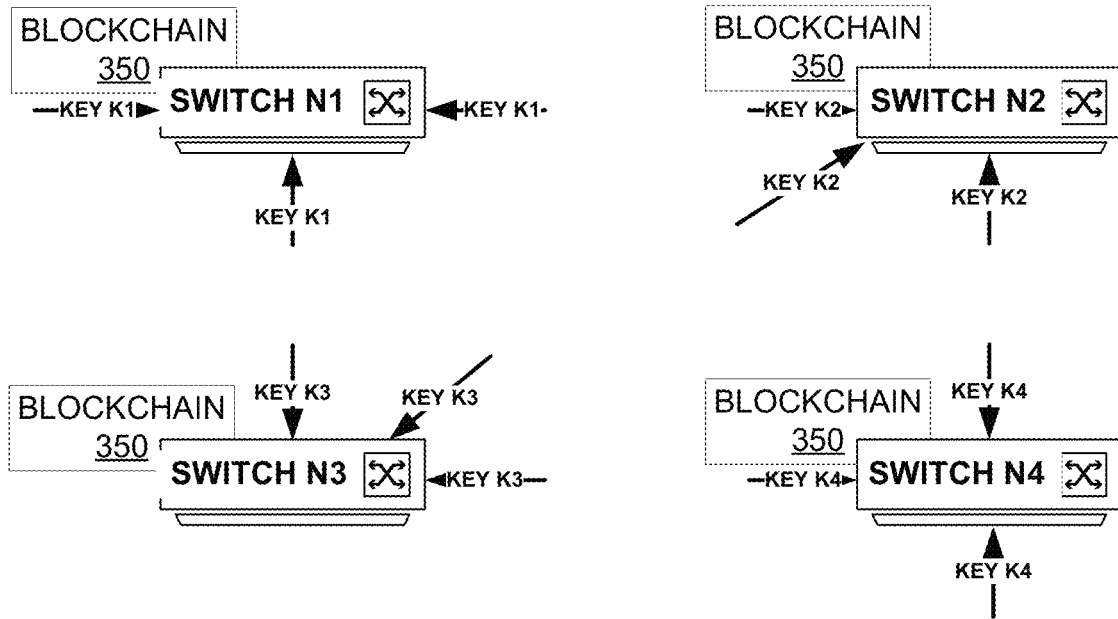 BLOCKCHAIN
350
KEY K1
SWITCH N1
KEY K1
KEY K1
BLOCKCHAIN
350
KEY K2
SWITCH N2
KEY K2
KEY K2
BLOCKCHAIN
350
KEY K3
KEY K3
SWITCH N3
KEY K3
BLOCKCHAIN
350
KEY K4
KEY K4
SWITCH N4
KEY K4